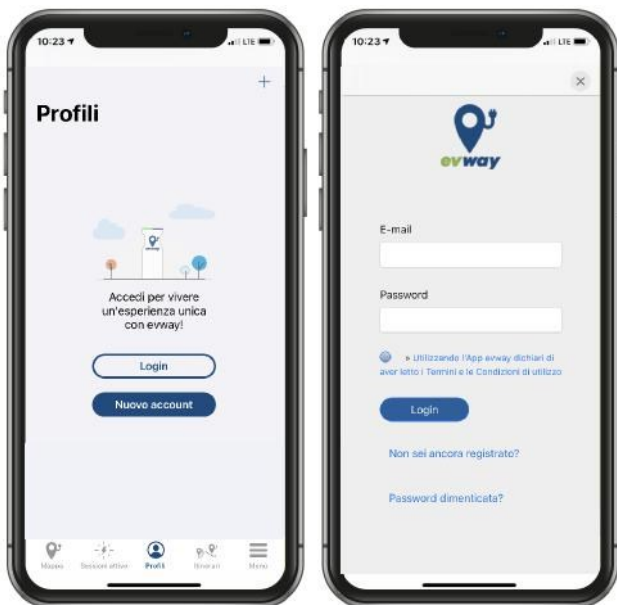 10:23
LTE
+
Profili
evway
Accedi per vivere
un'esperienza unica
con evway!
Login
Nuovo account
Mappa
Sessioni attive
Profili
Itinerari
Menu
10:23
LTE
evway
E-mail
Password
» Utilizzando l'App evway dichiari di
aver letto i Termini e le Condizioni di utilizzo
Login
Non sei ancora registrato?
Password dimenticata?